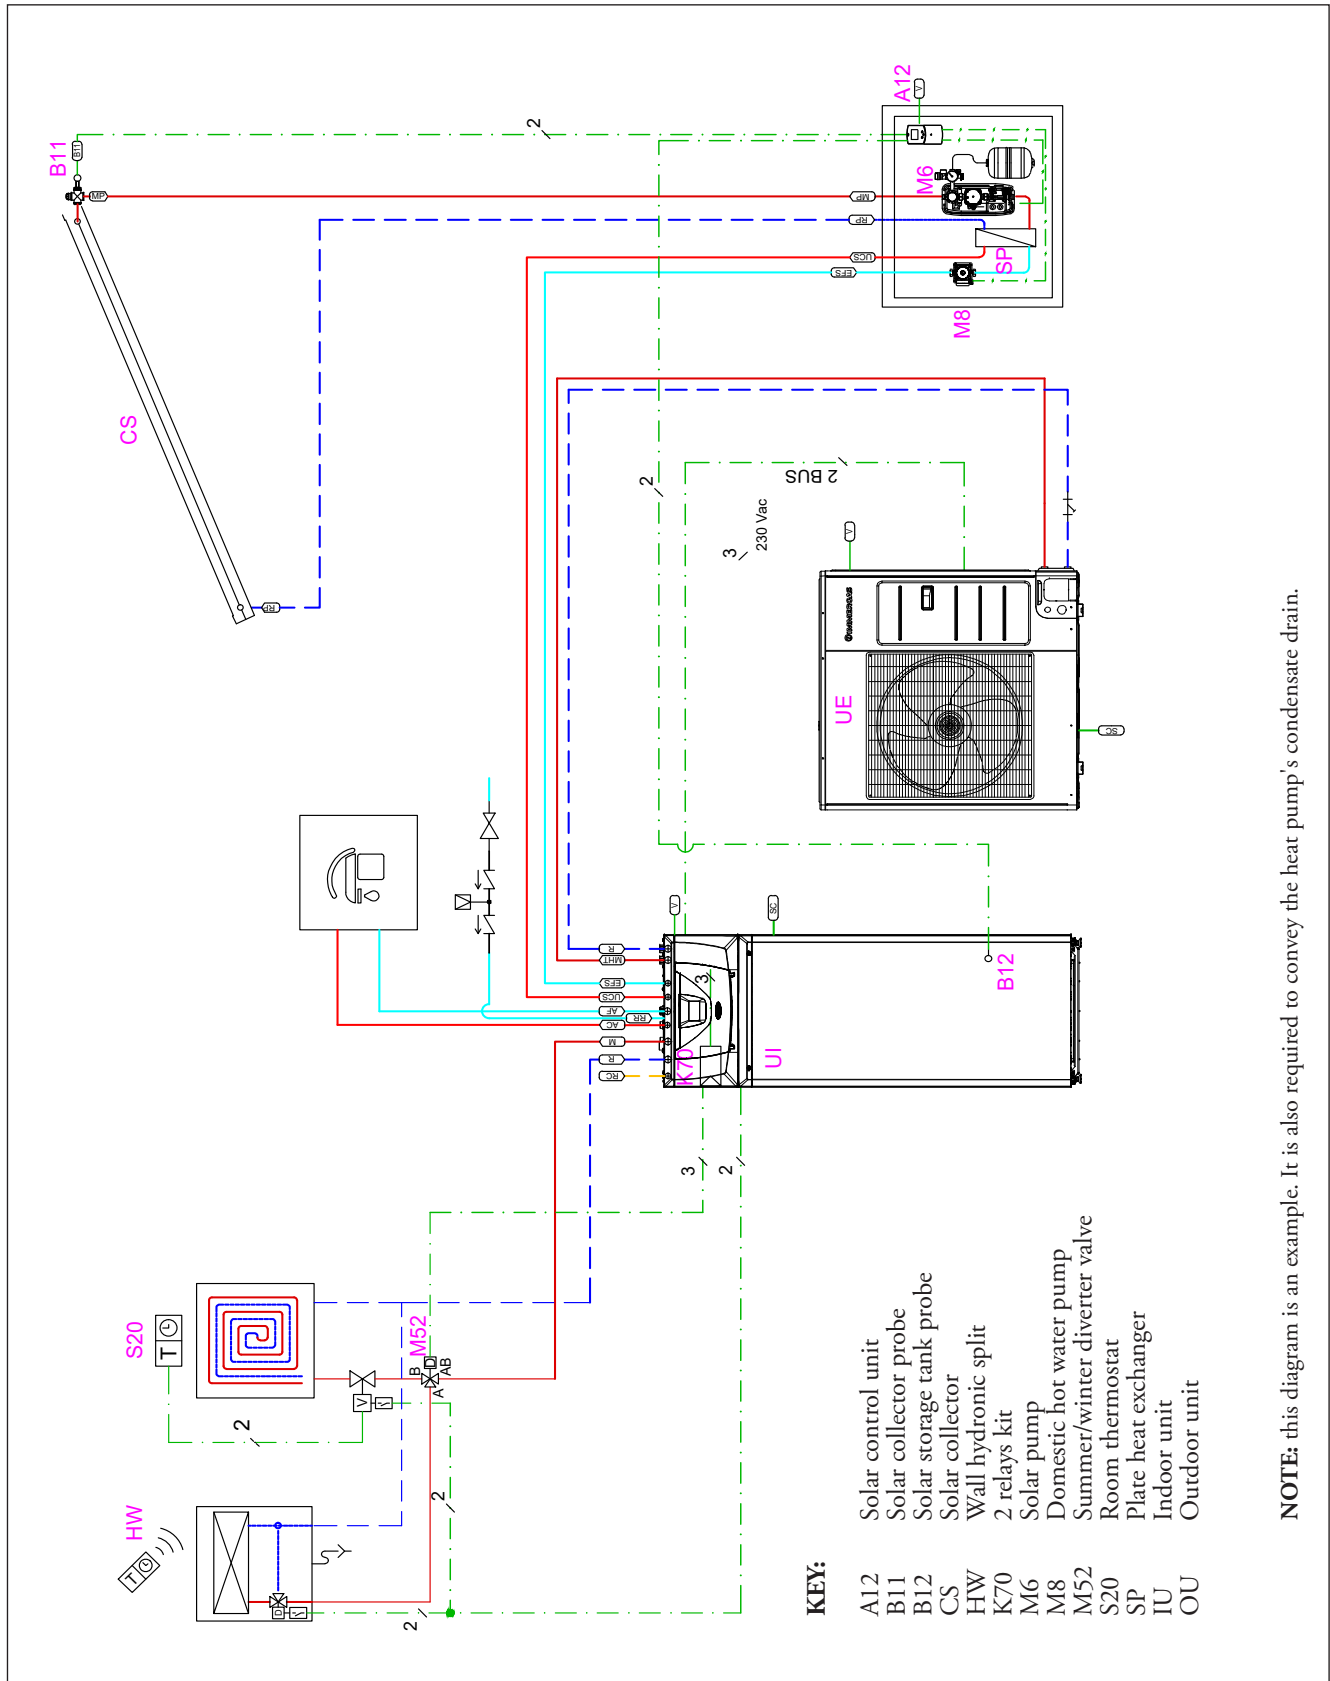 B11
B11
MP
CS
RP
2
A12
V
M6
MP
RP
UCS
EFS
SP
M8
2
2 BUS
3
230 Vac
V
IMMERGAS
UE
SC
V
SC
R
MHT
EFS
UCS
AF
RR
AC
M
R
RC
3
K70
UI
B12
3
2
S20
T
2
V
M52
B
D
AB
A
HW
T
D
2
2
KEY:
A12 Solar control unit
B11 Solar collector probe
B12 Solar storage tank probe
CS Solar collector
HW Wall hydronic split
K70 2 relays kit
M6 Solar pump
M8 Domestic hot water pump
M52 Summer/winter diverter valve
S20 Room thermostat
SP Plate heat exchanger
IU Indoor unit
OU Outdoor unit
NOTE: this diagram is an example. It is also required to convey the heat pump's condensate drain.